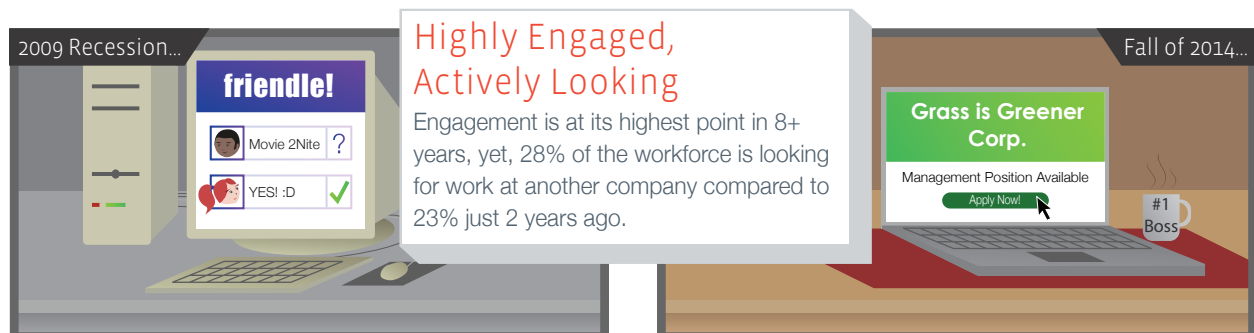 2009 Recession...
friendle!
Movie 2Nite ?
YES! :D
Highly Engaged,
Actively Looking
Engagement is at its highest point in 8+
years, yet, 28% of the workforce is looking
for work at another company compared to
23% just 2 years ago.
Fall of 2014...
Grass is Greener
Corp.
Management Position Available
Apply Now!
#1
Boss